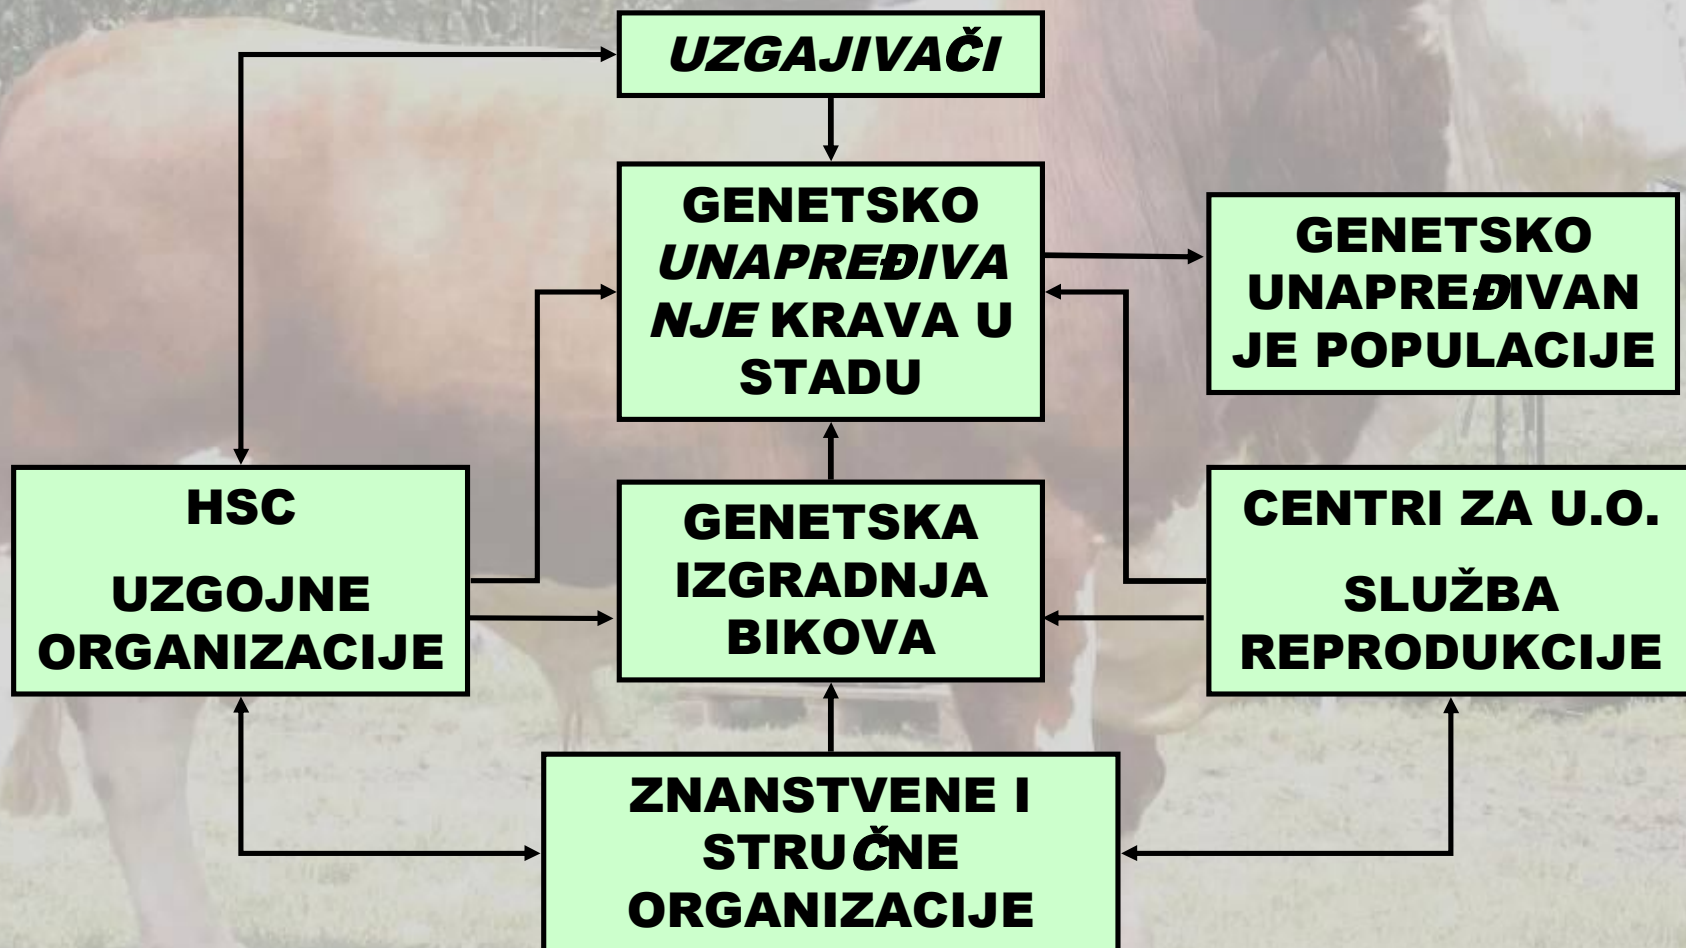 UZGAJIVAČI
GENETSKO
UNAPREĐIVA
NJE KRAVA U
STADU
GENETSKO
UNAPREĐIVAN
JE POPULACIJE
HSC
UZGOJNE
ORGANIZACIJE
GENETSKA
IZGRADNJA
BIKOVA
CENTRI ZA U.O.
SLUŽBA
REPRODUKCIJE
ZNANSTVENE I
STRUČNE
ORGANIZACIJE